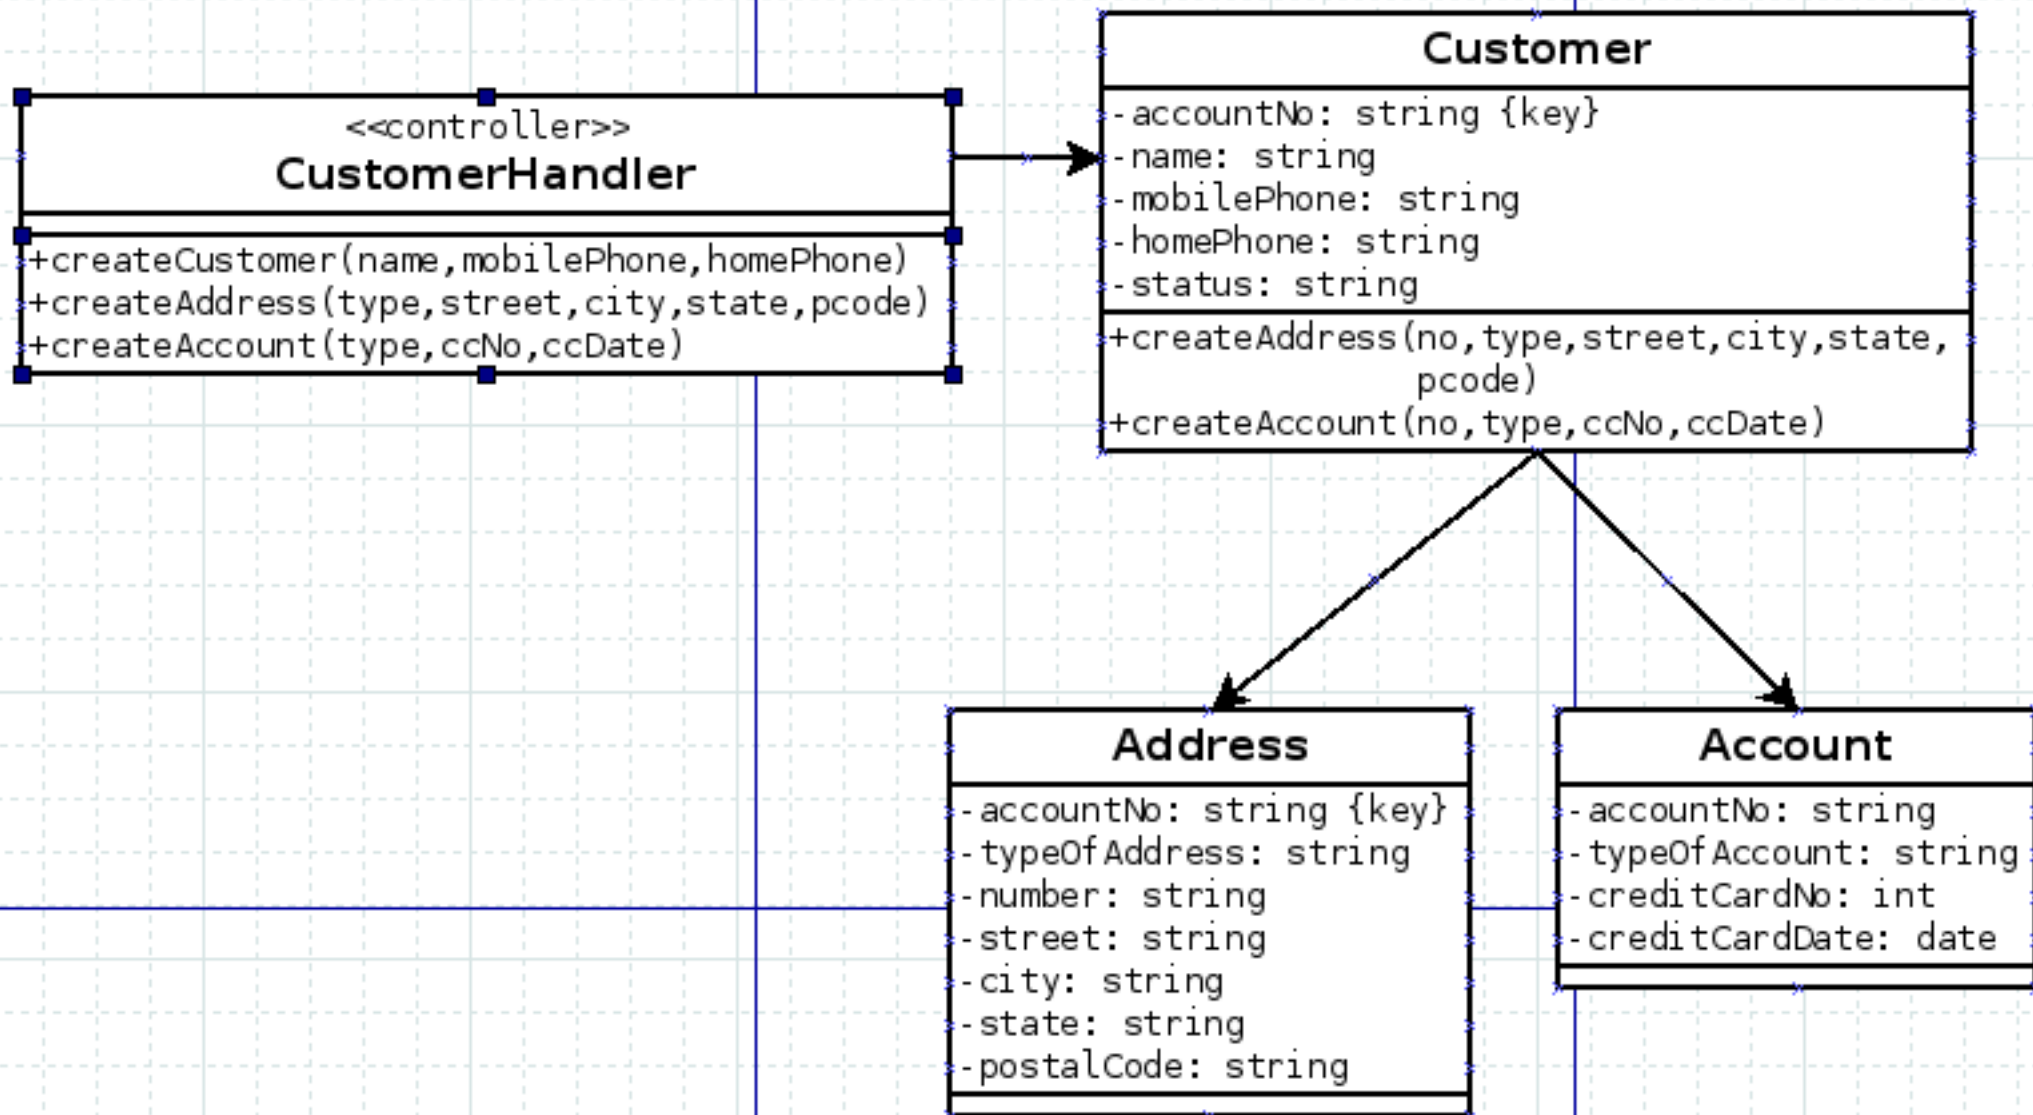 <<controller>>
CustomerHandler
+createCustomer(name,mobilePhone,homePhone)
+createAddress(type,street,city,state,pcode)
+createAccount(type,ccNo,ccDate)
Customer
-accountNo: string {key}
-name: string
-mobilePhone: string
-homePhone: string
-status: string
+createAddress(no,type,street,city,state,
pcode)
+createAccount(no,type,ccNo,ccDate)
Address
-accountNo: string {key}
-typeOfAddress: string
-number: string
-street: string
-city: string
-state: string
-postalCode: string
Account
-accountNo: string
-typeOfAccount: string
-creditCardNo: int
-creditCardDate: date